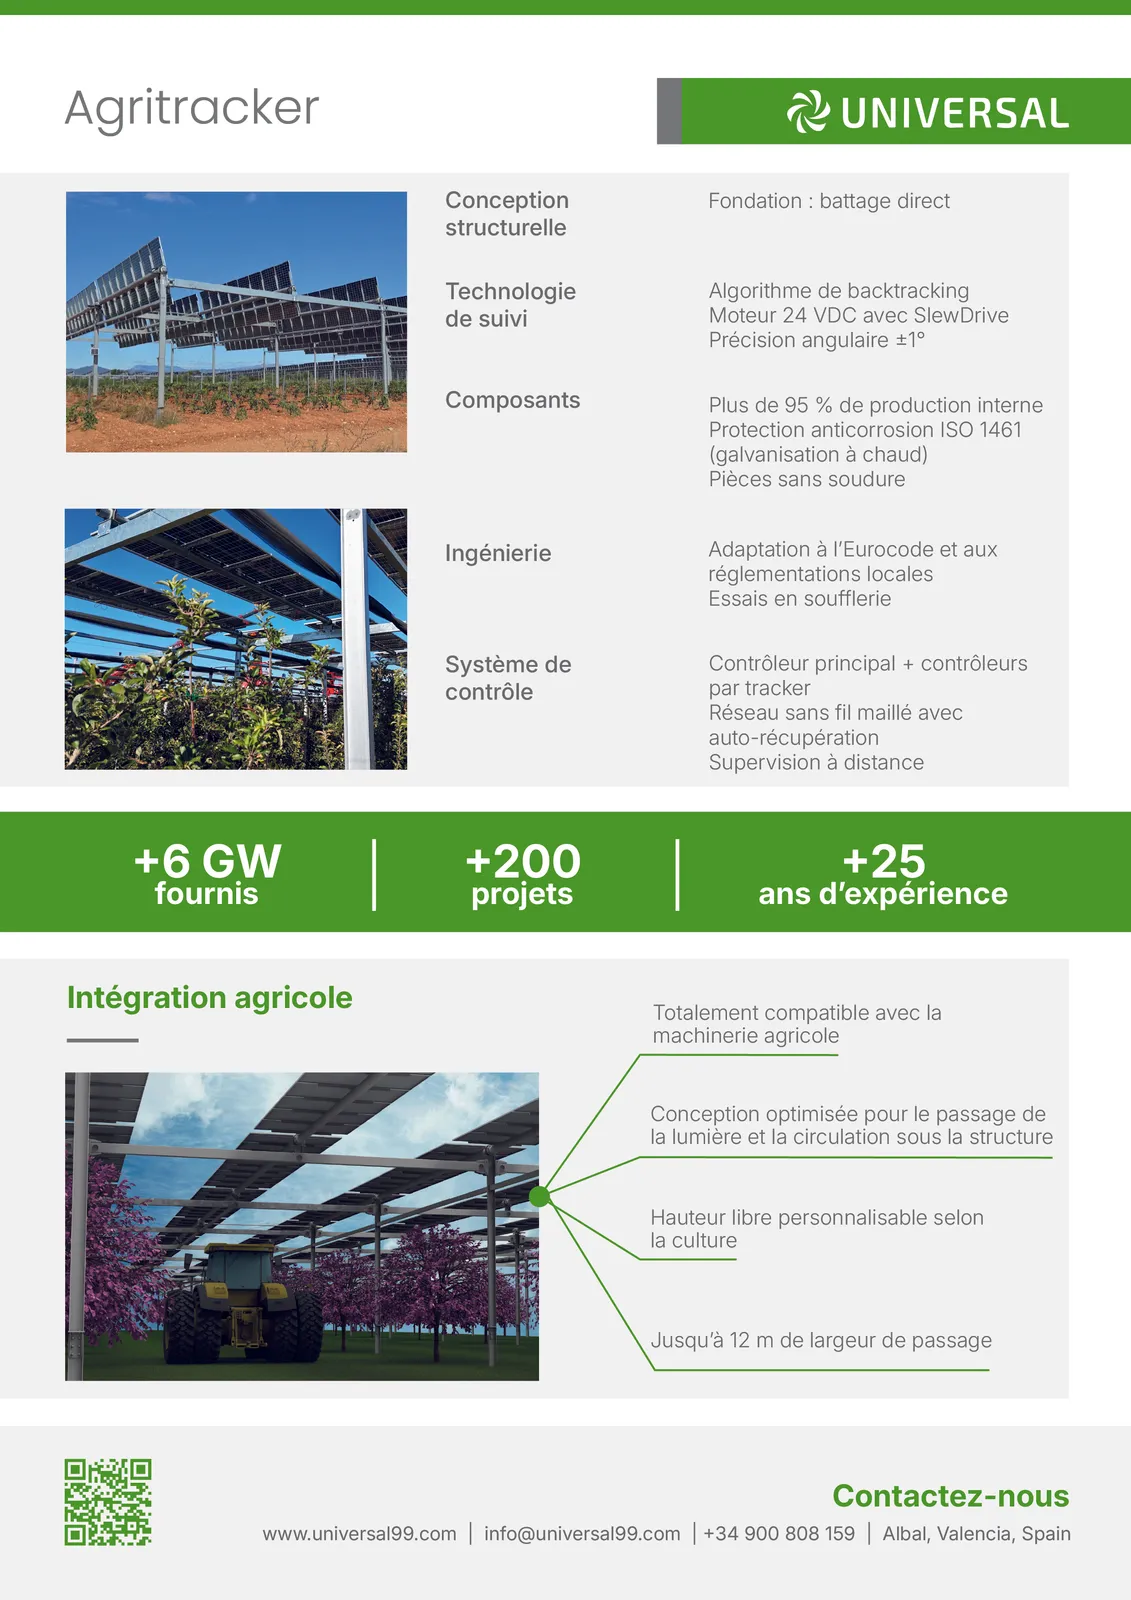 Agritracker
UNIVERSAL
Conception
structurelle
Fondation : battage direct
Technologie
de suivi
Algorithme de backtracking
Moteur 24 VDC avec SlewDrive
Précision angulaire ±1°
Composants
Plus de 95 % de production interne
Protection anticorrosion ISO 1461
(galvanisation à chaud)
Pièces sans soudure
Ingénierie
Adaptation à l’Eurocode et aux
réglementations locales
Essais en soufflerie
Système de
contrôle
Contrôleur principal + contrôleurs
par tracker
Réseau sans fil maillé avec
auto-récupération
Supervision à distance
+6 GW
fournis
+200
projets
+25
ans d’expérience
Intégration agricole
Totalement compatible avec la
machinerie agricole
Conception optimisée pour le passage de
la lumière et la circulation sous la structure
Hauteur libre personnalisable selon
la culture
Jusqu’à 12 m de largeur de passage
Contactez-nous
www.universal99.com | info@universal99.com | +34 900 808 159 | Albal, Valencia, Spain